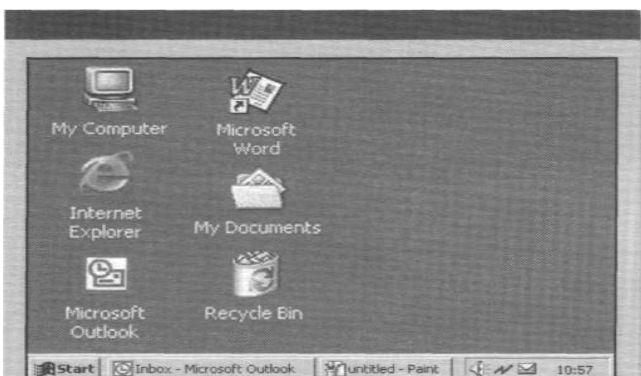 My Computer
Microsoft
Word
Internet
Explorer
My Documents
Microsoft
Outlook
Recycle Bin
Start Inbox - Microsoft Outlook untitled - Paint 10:57